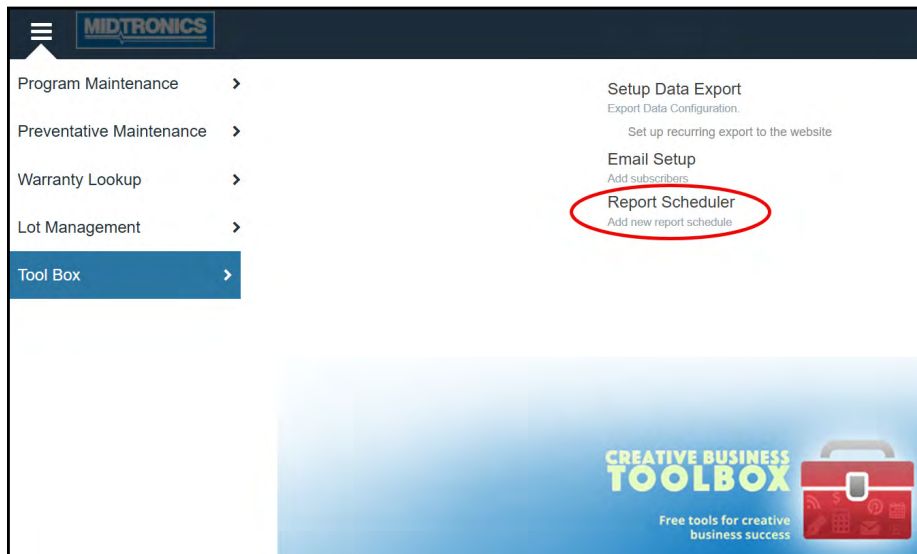 MIDTRONICS
Program Maintenance
Preventative Maintenance
Warranty Lookup
Lot Management
Tool Box
Setup Data Export
Export Data Configuration.
Set up recurring export to the website
Email Setup
Add subscribers
Report Scheduler
Add new report schedule
CREATIVE BUSINESS
TOOLBOX
Free tools for creative
business success